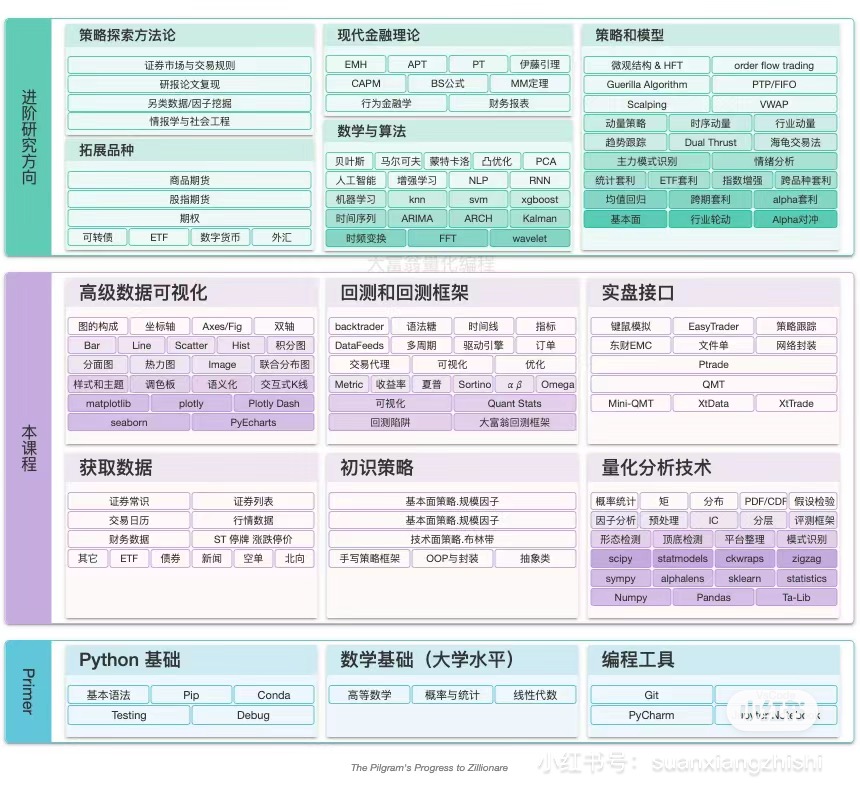 进阶研究方向
策略探索方法论
证券市场与交易规则
研报论文复现
另类数据/因子挖掘
情报学与社会工程
拓展品种
商品期货
股指期货
期权
可转债 ETF 数字货币 外汇
现代金融理论
EMH APT PT 伊藤引理
CAPM BS公式 MM定理
行为金融学 财务报表
数学与算法
贝叶斯 马尔可夫 蒙特卡洛 凸优化 PCA
人工智能 增强学习 NLP RNN
机器学习 knn svm xgboost
时间序列 ARIMA ARCH Kalman
时频变换 FFT wavelet
策略和模型
微观结构 & HFT order flow trading
Guerilla Algorithm PTP/FIFO
Scalping VWAP
动量策略 时序动量 行业动量
趋势跟踪 Dual Thrust 海龟交易法
主力模式识别 情绪分析
统计套利 ETF套利 指数增强 跨品种套利
均值回归 跨期套利 alpha套利
基本面 行业轮动 Alpha对冲
大富翁量化编程
本课程
高级数据可视化
图的构成 坐标轴 Axes/Fig 双轴
Bar Line Scatter Hist 积分图
分面图 热力图 Image 联合分布图
样式和主题 调色板 语义化 交互式K线
matplotlib plotly Plotly Dash
seaborn PyEcharts
回测和回测框架
backtrader 语法糖 时间线 指标
DataFeeds 多周期 驱动引擎 订单
交易代理 可视化 优化
Metric 收益率 夏普 Sortino α β Omega
可视化 Quant Stats
回测陷阱 大富翁回测框架
实盘接口
键鼠模拟 EasyTrader 策略跟踪
东财EMC 文件单 网络封装
Ptrade
QMT
Mini-QMT XtData XtTrade
获取数据
证券常识 证券列表
交易日历 行情数据
财务数据 ST 停牌 涨跌停价
其它 ETF 债券 新闻 空单 北向
初识策略
基本面策略.规模因子
基本面策略.规模因子
技术面策略.布林带
手写策略框架 OOP与封装 抽象类
量化分析技术
概率统计 矩 分布 PDF/CDF 假设检验
因子分析 预处理 IC 分层 评测框架
形态检测 顶底检测 平台整理 模式识别
scipy statmodels ckwraps zigzag
sympy alphalens sklearn statistics
Numpy Pandas Ta-Lib
Primer
Python 基础
基本语法 Pip Conda
Testing Debug
数学基础（大学水平）
高等数学 概率与统计 线性代数
编程工具
Git
PyCharm
小红书
The Pilgram's Progress to Zillionare
小红书号：suanxiangzhishi